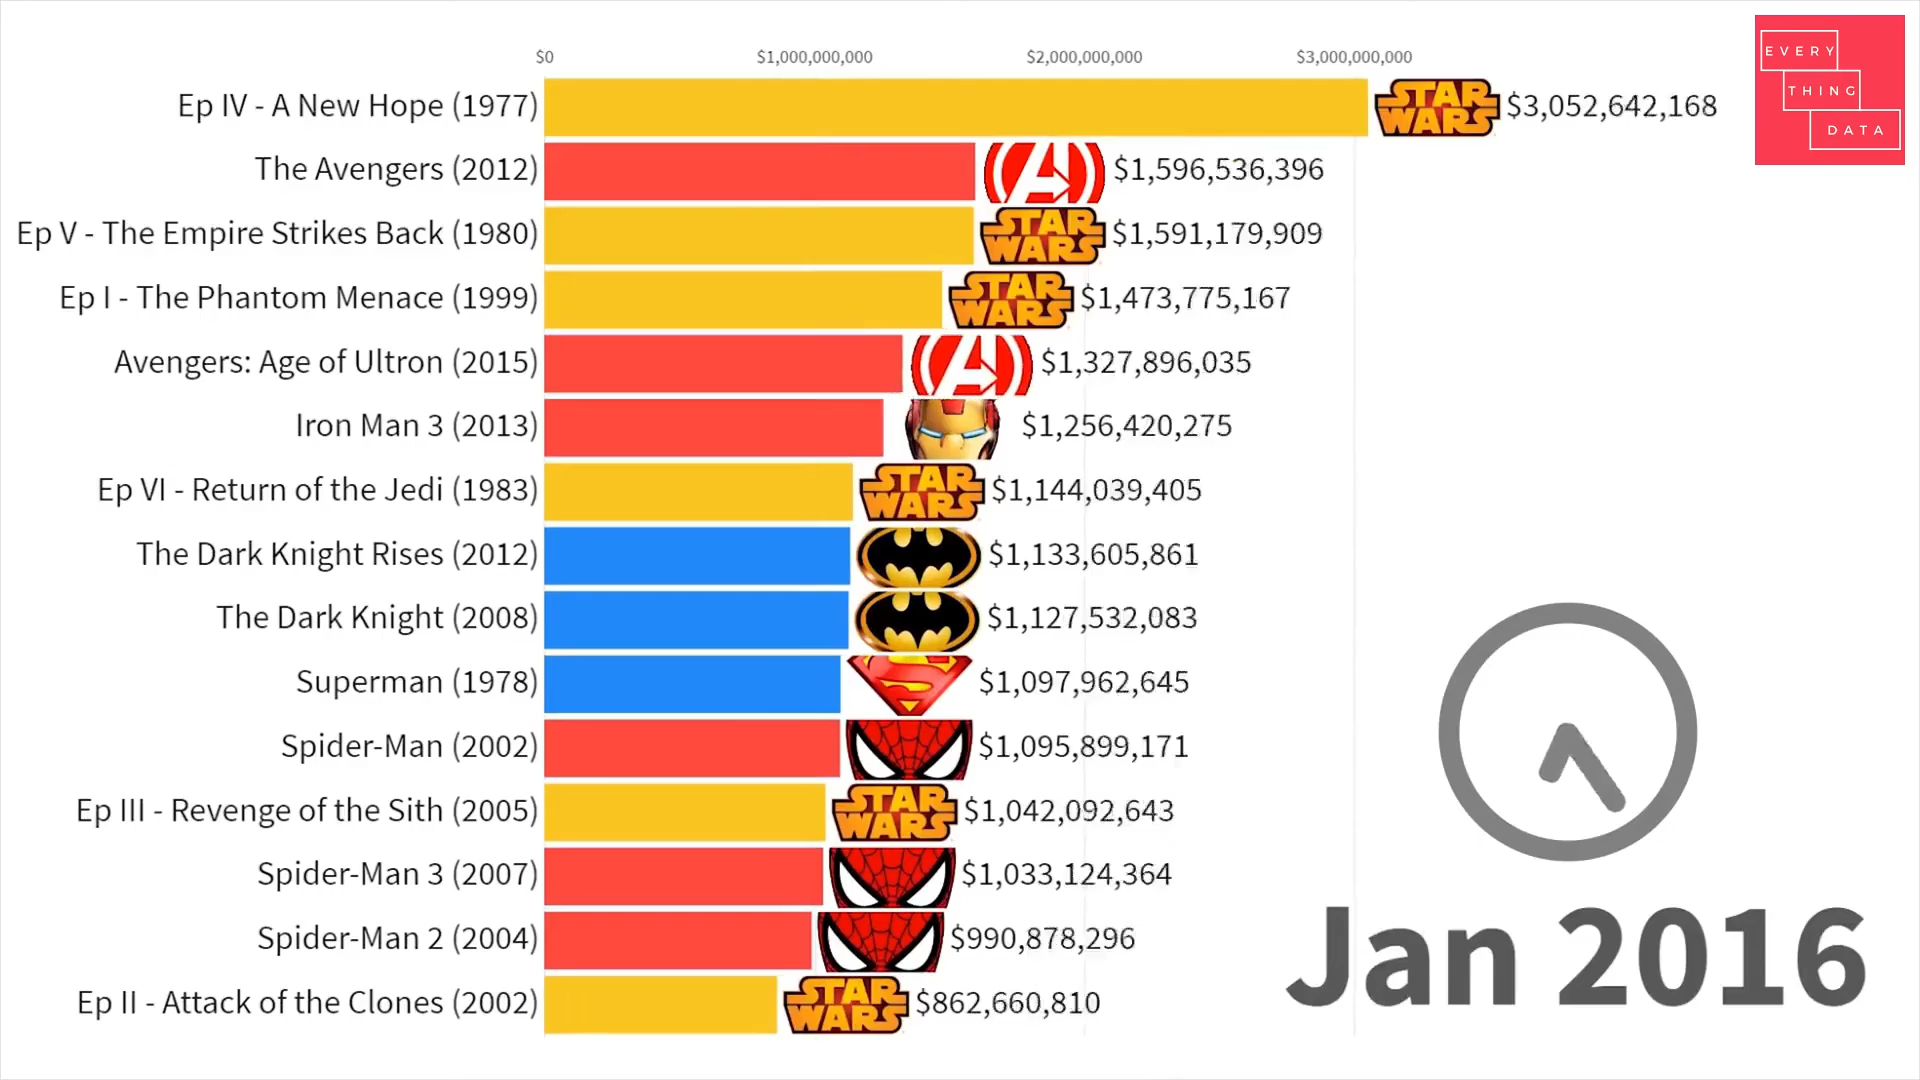 $0 $1,000,000,000 $2,000,000,000 $3,000,000,000
EVERY
THING
DATA
Ep IV - A New Hope (1977) STAR WARS $3,052,642,168
The Avengers (2012) A $1,596,536,396
Ep V - The Empire Strikes Back (1980) STAR WARS $1,591,179,909
Ep I - The Phantom Menace (1999) STAR WARS $1,473,775,167
Avengers: Age of Ultron (2015) A $1,327,896,035
Iron Man 3 (2013) $1,256,420,275
Ep VI - Return of the Jedi (1983) STAR WARS $1,144,039,405
The Dark Knight Rises (2012) $1,133,605,861
The Dark Knight (2008) $1,127,532,083
Superman (1978) S $1,097,962,645
Spider-Man (2002) $1,095,899,171
Ep III - Revenge of the Sith (2005) STAR WARS $1,042,092,643
Spider-Man 3 (2007) $1,033,124,364
Spider-Man 2 (2004) $990,878,296
Ep II - Attack of the Clones (2002) STAR WARS $862,660,810
Jan 2016